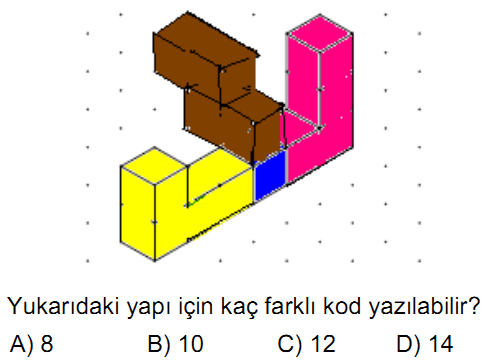 Yukarıdaki yapı için kaç farklı kod yazılabilir?
A) 8 B) 10 C) 12 D) 14